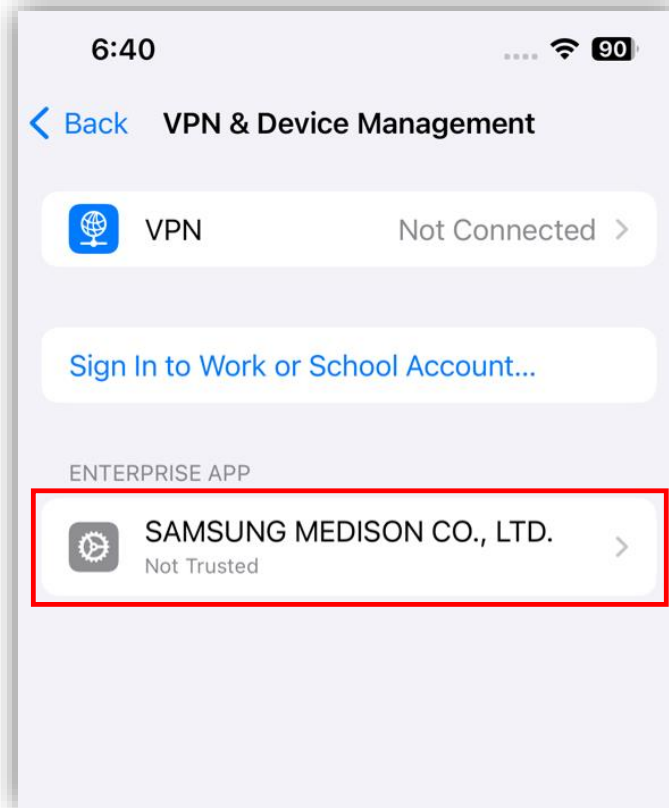 6:40
90
Back
VPN & Device Management
VPN
Not Connected
Sign In to Work or School Account...
ENTERPRISE APP
SAMSUNG MEDISON CO., LTD.
Not Trusted